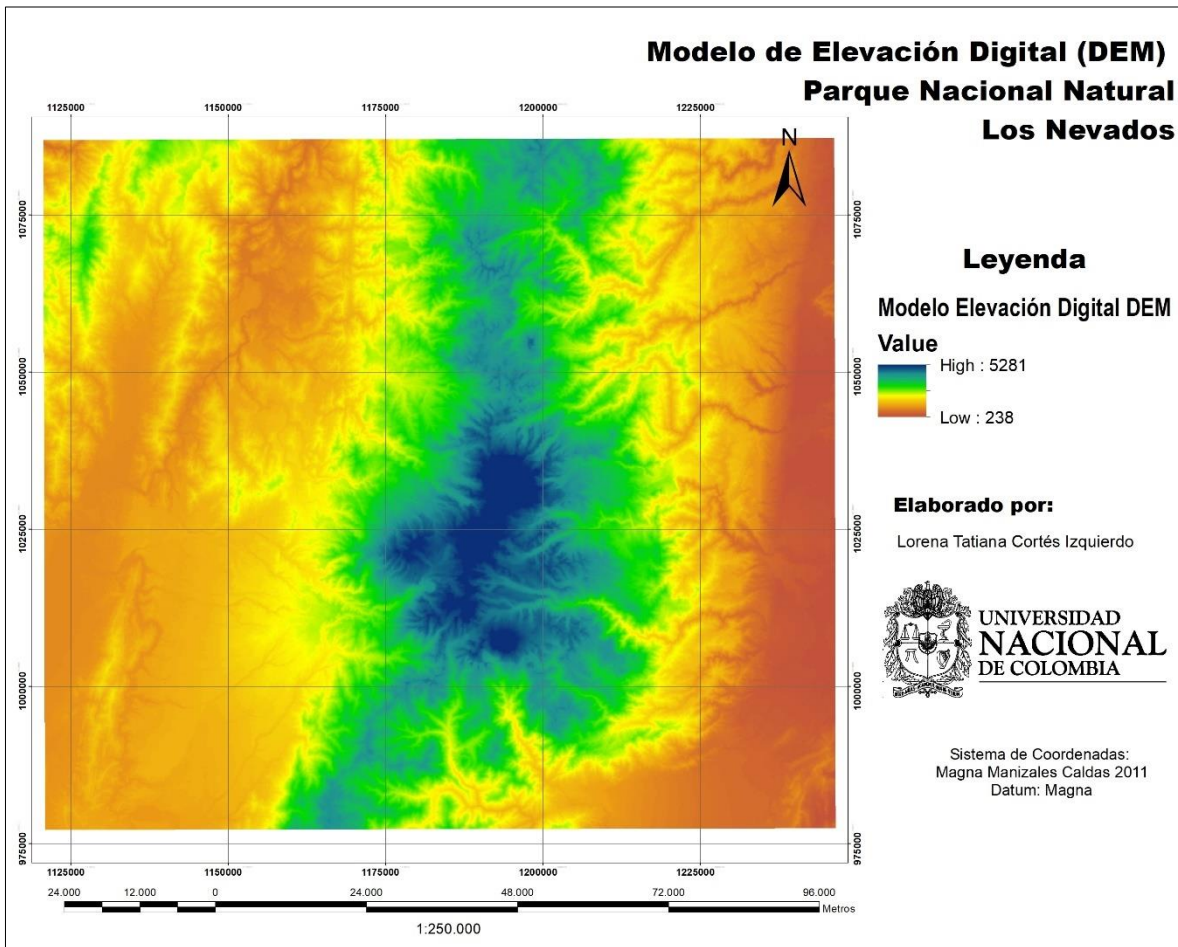 Modelo de Elevación Digital (DEM)
Parque Nacional Natural
Los Nevados
1125000 1150000 1175000 1200000 1225000
N
1075000 1075000
1050000 1050000
1025000 1025000
1000000 1000000
975000 975000
1125000 1150000 1175000 1200000 1225000
Leyenda
Modelo Elevación Digital DEM
Value
High : 5281
Low : 238
Elaborado por:
Lorena Tatiana Cortés Izquierdo
UNIVERSIDAD
NACIONAL
DE COLOMBIA
Sistema de Coordenadas:
Magna Manizales Caldas 2011
Datum: Magna
24.000 12.000 0 24.000 48.000 72.000 96.000
Metros
1:250.000